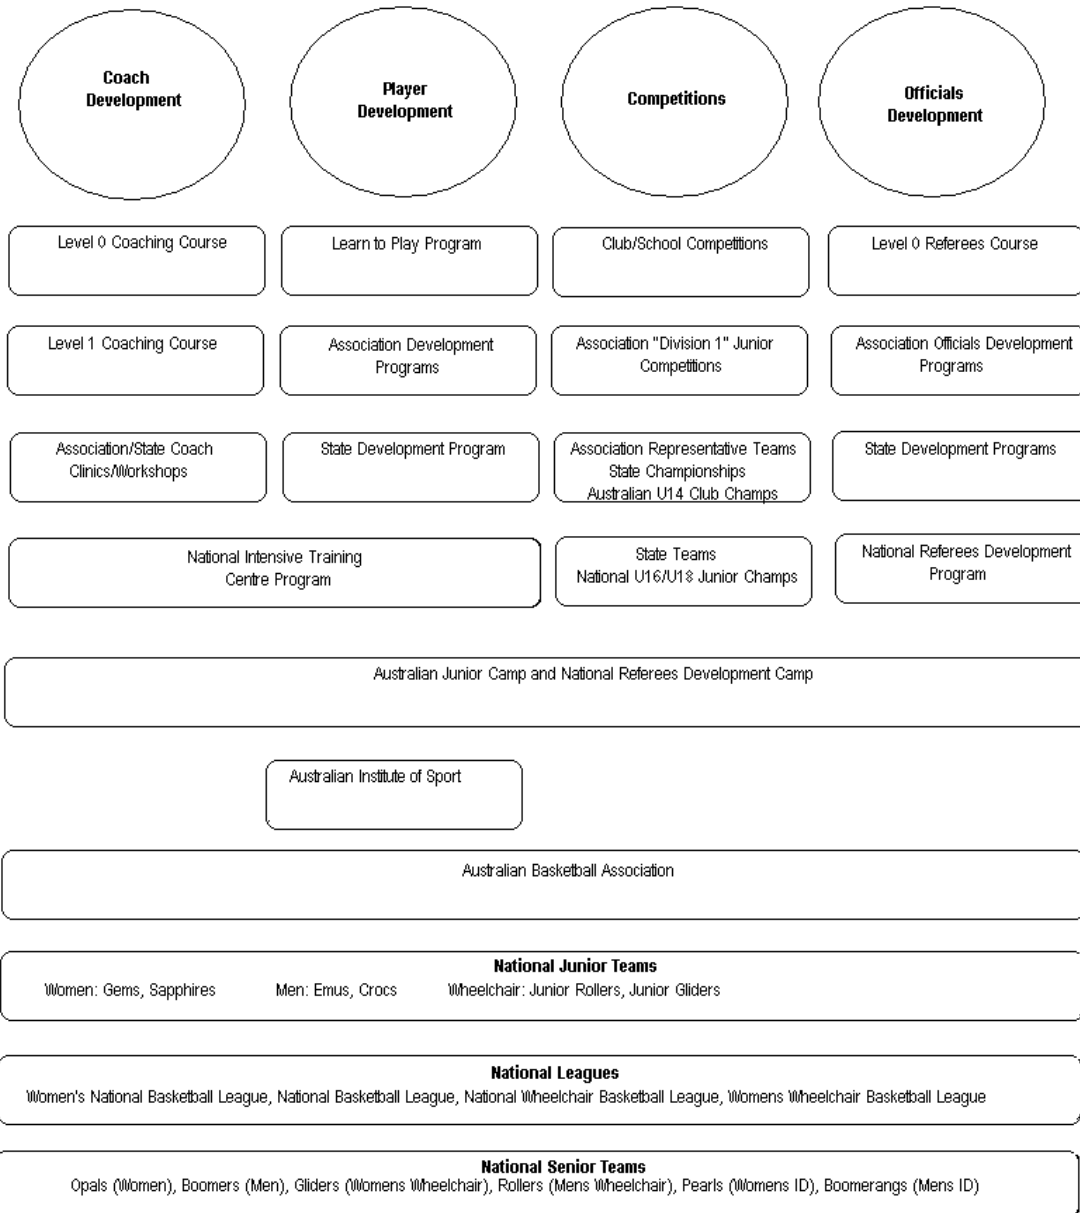 Coach
Development
Player
Development
Competitions
Officials
Development
Level 0 Coaching Course
Learn to Play Program
Club/School Competitions
Level 0 Referees Course
Level 1 Coaching Course
Association Development
Programs
Association "Division 1" Junior
Competitions
Association Officials Development
Programs
Association/State Coach
Clinics/Workshops
State Development Program
Association Representative Teams
State Championships
Australian U14 Club Champs
State Development Programs
National Intensive Training
Centre Program
State Teams
National U16/U18 Junior Champs
National Referees Development
Program
Australian Junior Camp and National Referees Development Camp
Australian Institute of Sport
Australian Basketball Association
National Junior Teams
Women: Gems, Sapphires Men: Emus, Crocs Wheelchair: Junior Rollers, Junior Gliders
National Leagues
Women's National Basketball League, National Basketball League, National Wheelchair Basketball League, Womens Wheelchair Basketball League
National Senior Teams
Opals (Women), Boomers (Men), Gliders (Womens Wheelchair), Rollers (Mens Wheelchair), Pearls (Womens ID), Boomerangs (Mens ID)